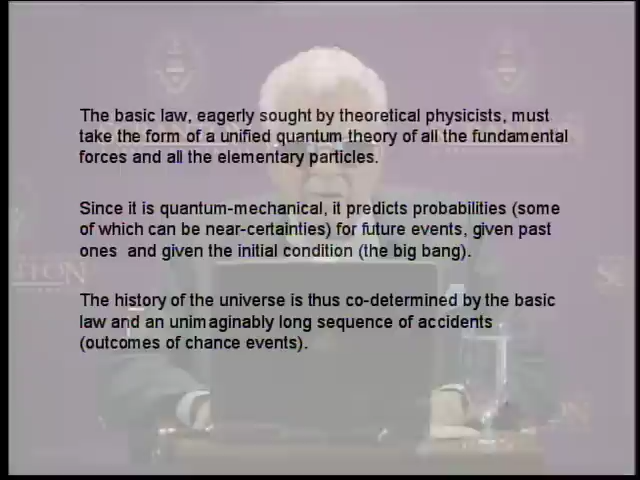 The basic law, eagerly sought by theoretical physicists, must
take the form of a unified quantum theory of all the fundamental
forces and all the elementary particles.
Since it is quantum-mechanical, it predicts probabilities (some
of which can be near-certainties) for future events, given past
ones and given the initial condition (the big bang).
The history of the universe is thus co-determined by the basic
law and an unimaginably long sequence of accidents
(outcomes of chance events).